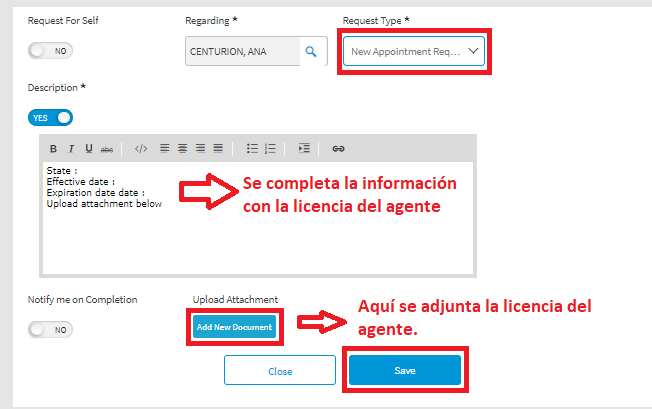 Request For Self
Regarding *
Request Type *
NO
CENTURION, ANA
New Appointment Req...
Description *
YES
B I U abc </>
State :
Effective date :
Expiration date date :
Upload attachment below
Se completa la información
con la licencia del agente
Notify me on Completion
Upload Attachment
NO
Add New Document
Aquí se adjunta la licencia del
agente.
Close
Save